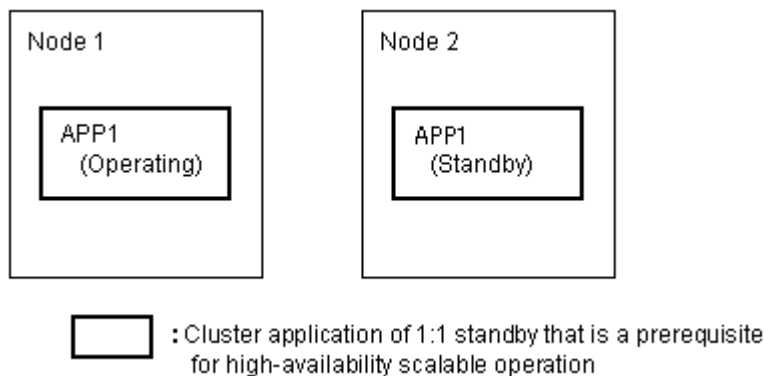 Node 1
Node 2
APP1
(Operating)
APP1
(Standby)
: Cluster application of 1:1 standby that is a prerequisite
for high-availability scalable operation